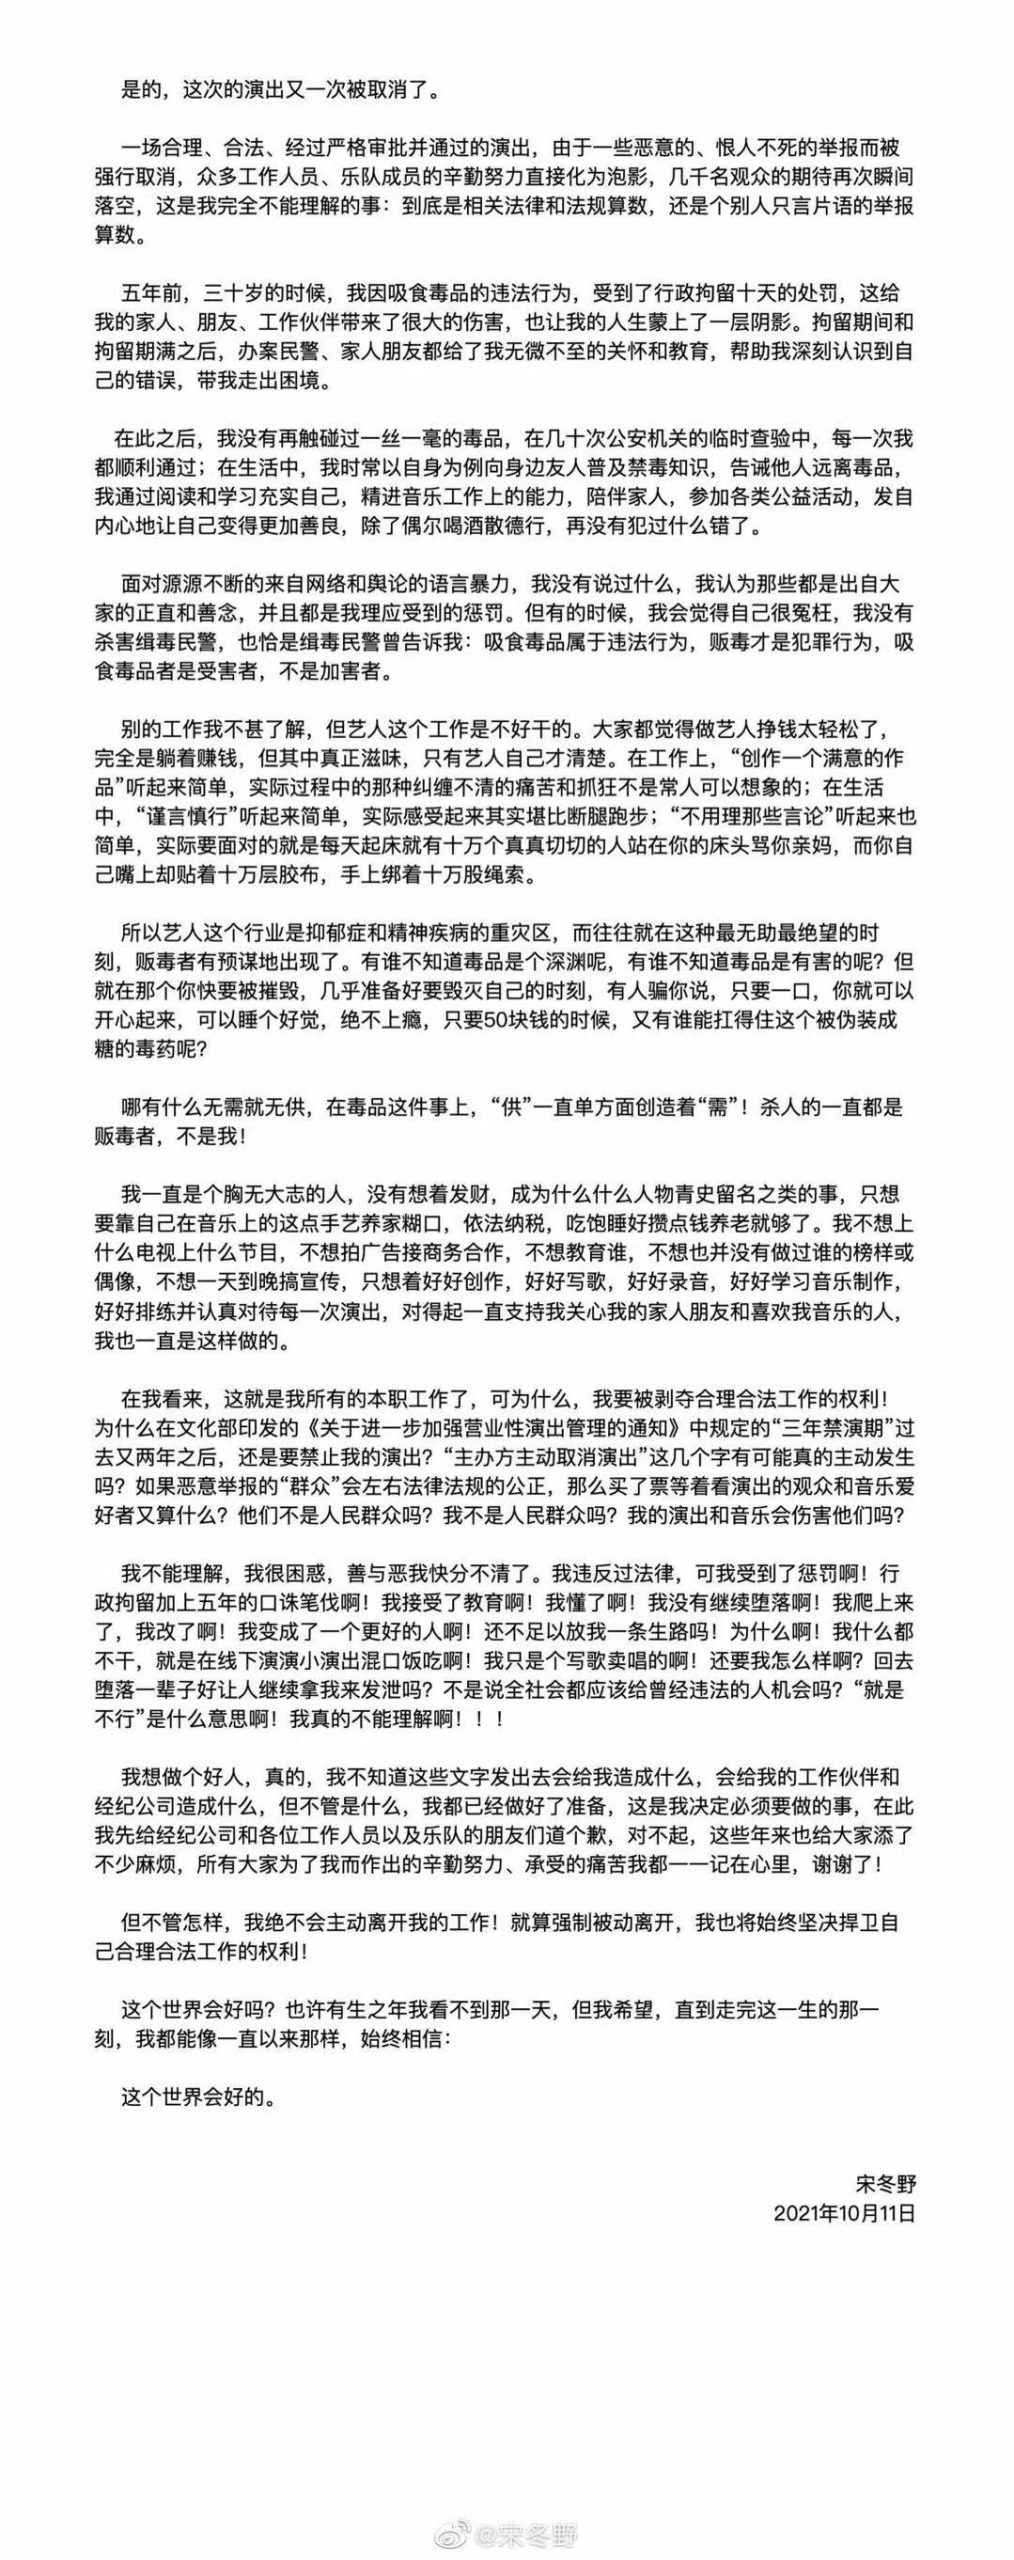 是的，这次的演出又一次被取消了。
一场合理、合法、经过严格审批并通过的演出，由于一些恶意的、恨人不死的举报而被
强行取消，众多工作人员、乐队成员的辛勤努力直接化为泡影，几千名观众的期待再次瞬间
落空，这是我完全不能理解的事：到底是相关法律和法规算数，还是个别人只言片语的举报
算数。
五年前，三十岁的时候，我因吸食毒品的违法行为，受到了行政拘留十天的处罚，这给
我的家人、朋友、工作伙伴带来了很大的伤害，也让我的人生蒙上了一层阴影。拘留期间和
拘留期满之后，办案民警、家人朋友都给了我无微不至的关怀和教育，帮助我深刻认识到自
己的错误，带我走出困境。
在此之后，我没有再触碰过一丝一毫的毒品，在几十次公安机关的临时查验中，每一次我
都顺利通过；在生活中，我时常以自身为例向身边友人普及禁毒知识，告诫他人远离毒品，
我通过阅读和学习充实自己，精进音乐工作上的能力，陪伴家人，参加各类公益活动，发自
内心地让自己变得更加善良，除了偶尔喝酒散德行，再没有犯过什么错了。
面对源源不断的来自网络和舆论的语言暴力，我没有说过什么，我认为那些都是出自大
家的正直和善念，并且都是我理应受到的惩罚。但有的时候，我会觉得自己很冤枉，我没有
杀害缉毒民警，也恰是缉毒民警曾告诉我：吸食毒品属于违法行为，贩毒才是犯罪行为，吸
食毒品者是受害者，不是加害者。
别的工作我不甚了解，但艺人这个工作是不好干的。大家都觉得做艺人挣钱太轻松了，
完全是躺着赚钱，但其中真正滋味，只有艺人自己才清楚。在工作上，“创作一个满意的作
品”听起来简单，实际过程中的那种纠缠不清的痛苦和抓狂不是常人可以想象的；在生活
中，“谨言慎行”听起来简单，实际感受起来其实堪比断腿跑步；“不用理那些言论”听起来也
简单，实际要面对的就是每天起床就有十万个真真切切的人站在你的床头骂你亲妈，而你自
己嘴上却贴着十万层胶布，手上绑着十万股绳索。
所以艺人这个行业是抑郁症和精神疾病的重灾区，而往往就在这种最无助最绝望的时
刻，贩毒者有预谋地出现了。有谁不知道毒品是个深渊呢，有谁不知道毒品是有害的呢？但
就在那个你快要被摧毁，几乎准备好要毁灭自己的时刻，有人骗你说，只要一口，你就可以
开心起来，可以睡个好觉，绝不上瘾，只要50块钱的时候，又有谁能扛得住这个被伪装成
糖的毒药呢？
哪有什么无需就无供，在毒品这件事上，“供”一直单方面创造着“需”！杀人的一直都是
贩毒者，不是我！
我一直是个胸无大志的人，没有想着发财，成为什么什么人物青史留名之类的事，只想
要靠自己在音乐上的这点手艺养家糊口，依法纳税，吃饱睡好攒点钱养老就够了。我不想上
什么电视上什么节目，不想拍广告接商务合作，不想教育谁，不想也并没有做过谁的榜样或
偶像，不想一天到晚搞宣传，只想着好好创作，好好写歌，好好录音，好好学习音乐制作，
好好排练并认真对待每一次演出，对得起一直支持我关心我的家人朋友和喜欢我音乐的人，
我也一直是这样做的。
在我看来，这就是我所有的本职工作了，可为什么，我要被剥夺合理合法工作的权利！
为什么在文化部印发的《关于进一步加强营业性演出管理的通知》中规定的“三年禁演期”过
去又两年之后，还是要禁止我的演出？“主办方主动取消演出”这几个字有可能真的主动发生
吗？如果恶意举报的“群众”会左右法律法规的公正，那么买了票等着看演出的观众和音乐爱
好者又算什么？他们不是人民群众吗？我不是人民群众吗？我的演出和音乐会伤害他们吗？
我不能理解，我很困惑，善与恶我快分不清了。我违反过法律，可我受到了惩罚啊！行
政拘留加上五年的口诛笔伐啊！我接受了教育啊！我懂了啊！我没有继续堕落啊！我爬上来
了，我改了啊！我变成了一个更好的人啊！还不足以放我一条生路吗！为什么啊！我什么都
不干，就是在线下演演小演出混口饭吃啊！我只是个写歌卖唱的啊！还要我怎么样啊？回去
堕落一辈子好让人继续拿我来发泄吗？不是说全社会都应该给曾经违法的人机会吗？“就是
不行”是什么意思啊！我真的不能理解啊！！！
我想做个好人，真的，我不知道这些文字发出去会给我造成什么，会给我的工作伙伴和
经纪公司造成什么，但不管是什么，我都已经做好了准备，这是我决定必须要做的事，在此
我先给经纪公司和各位工作人员以及乐队的朋友们道个歉，对不起，这些年来也给大家添了
不少麻烦，所有大家为了我而作出的辛勤努力、承受的痛苦我都一一记在心里，谢谢了！
但不管怎样，我绝不会主动离开我的工作！就算强制被动离开，我也将始终坚决捍卫自
己合理合法工作的权利！
这个世界会好吗？也许有生之年我看不到那一天，但我希望，直到走完这一生的那一
刻，我都能像一直以来那样，始终相信：
这个世界会好的。
宋冬野
2021年10月11日
@宋冬野